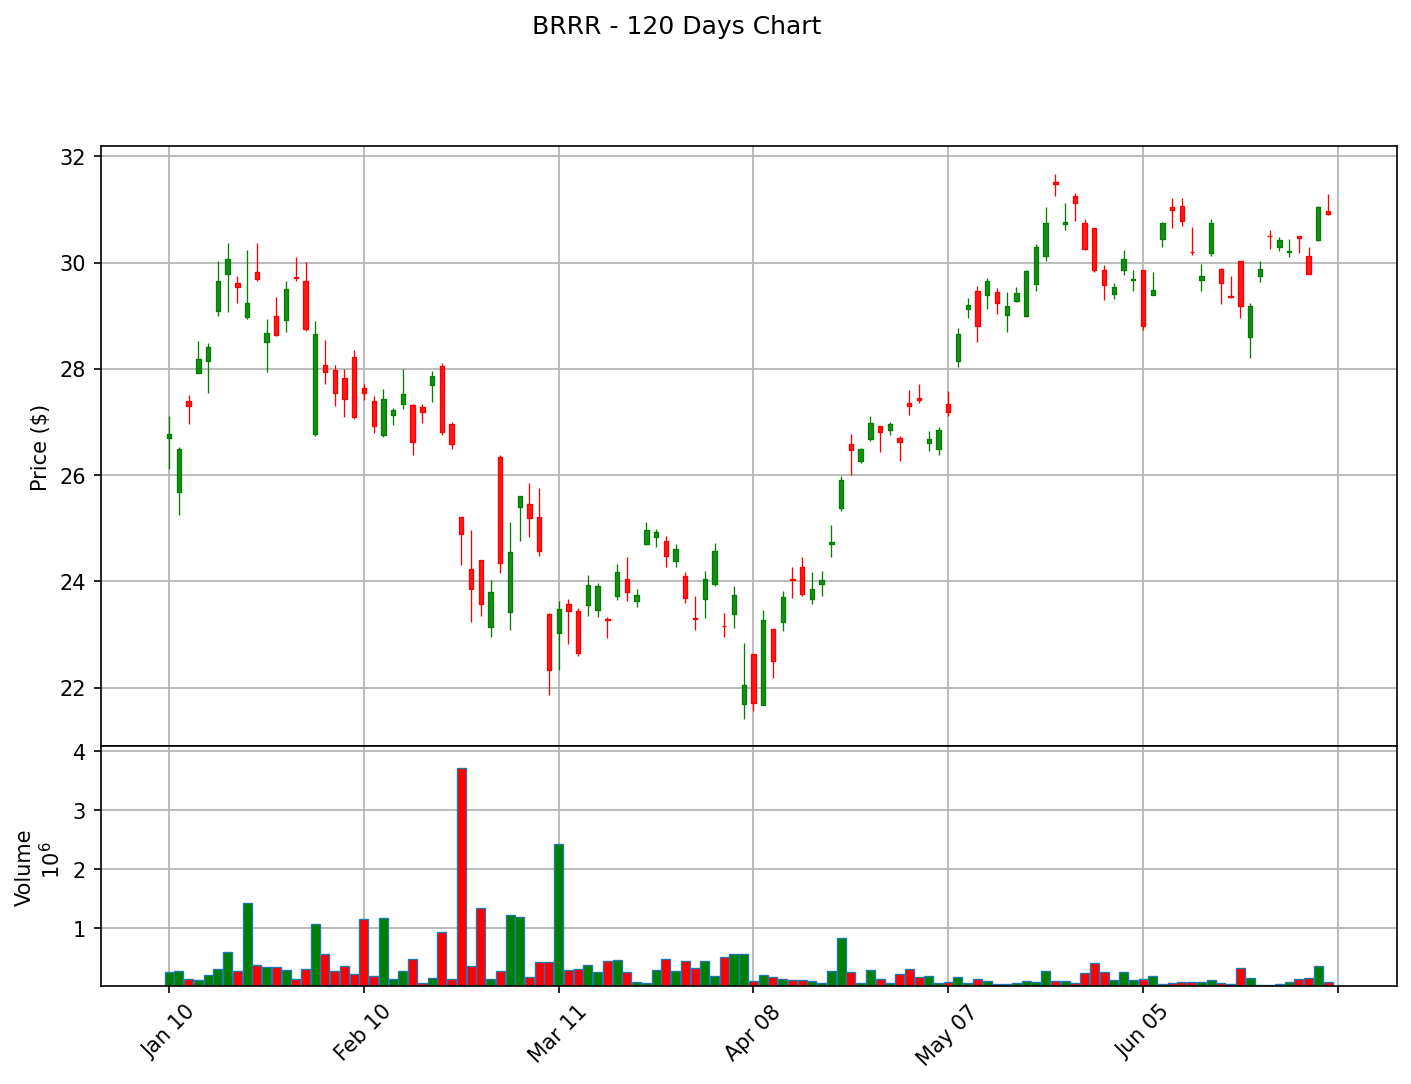 BRRR - 120 Days Chart
32
30
28
26
24
22
Price ($)
4
3
2
1
Volume
10⁶
Jan 10
Feb 10
Mar 11
Apr 08
May 07
Jun 05